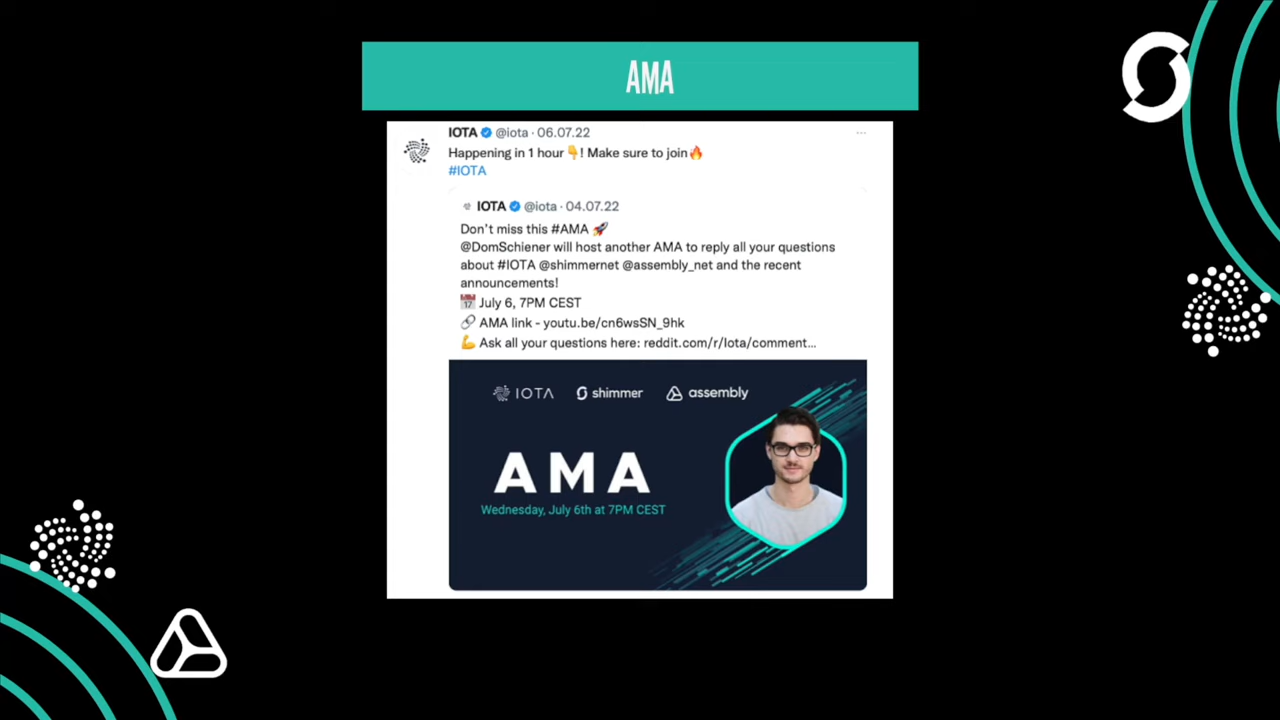 AMA
IOTA @iota · 06.07.22
Happening in 1 hour👇! Make sure to join🔥
#IOTA
IOTA @iota · 04.07.22
Don't miss this #AMA 🚀
@DomSchiener will host another AMA to reply all your questions
about #IOTA @shimmernet @assembly_net and the recent
announcements!
📅 July 6, 7PM CEST
🔗 AMA link - youtu.be/cn6wsSN_9hk
💪 Ask all your questions here: reddit.com/r/Iota/comment…
IOTA shimmer assembly
AMA
Wednesday, July 6th at 7PM CEST